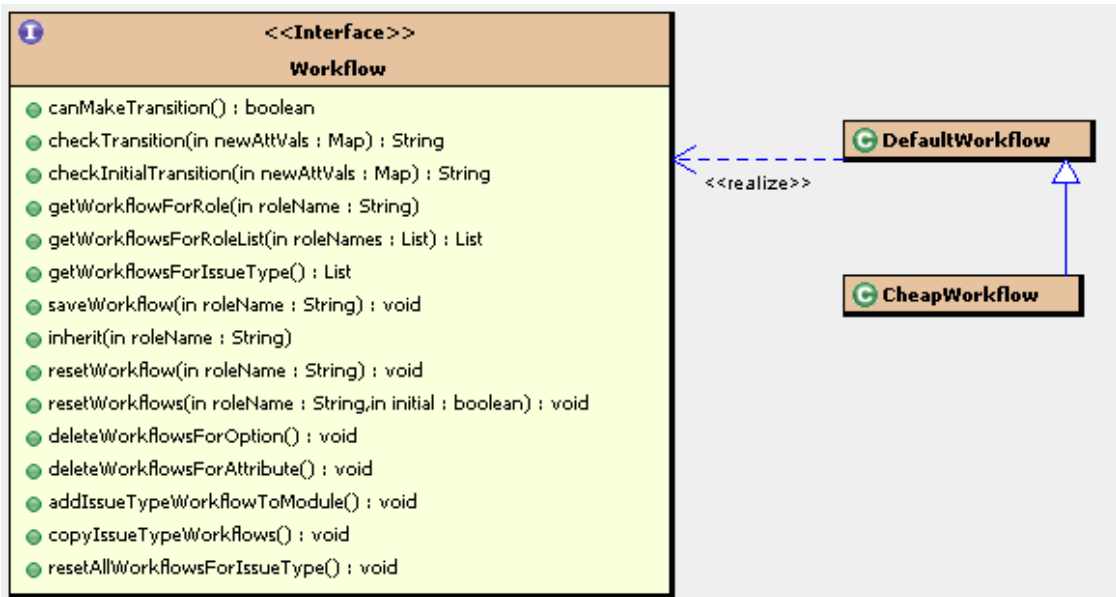 I
<<Interface>>
Workflow
canMakeTransition() : boolean
checkTransition(in newAttVals : Map) : String
checkInitialTransition(in newAttVals : Map) : String
getWorkflowForRole(in roleName : String)
getWorkflowsForRoleList(in roleNames : List) : List
getWorkflowsForIssueType() : List
saveWorkflow(in roleName : String) : void
inherit(in roleName : String)
resetWorkflow(in roleName : String) : void
resetWorkflows(in roleName : String,in initial : boolean) : void
deleteWorkflowsForOption() : void
deleteWorkflowsForAttribute() : void
addIssueTypeWorkflowToModule() : void
copyIssueTypeWorkflows() : void
resetAllWorkflowsForIssueType() : void
<<realize>>
C DefaultWorkflow
C CheapWorkflow